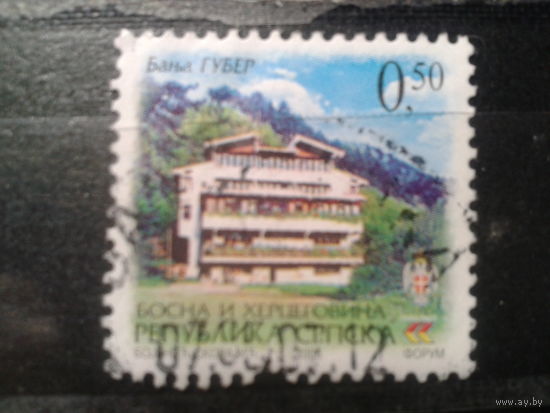 Бања ГУБЕР
0,50
БОСНА И ХЕРЦЕГОВИНА
РЕПУБЛИКА СРПСКА
ФОРУМ
www.ay.by